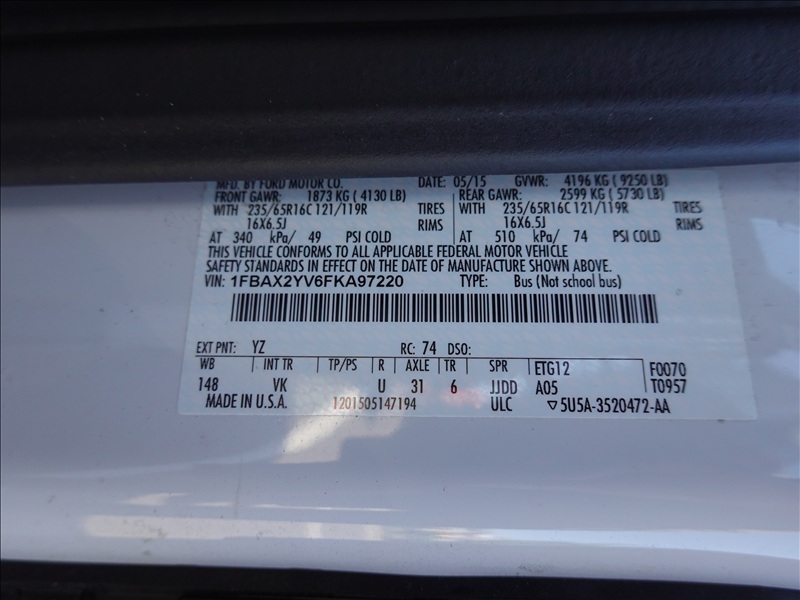 MFD. BY FORD MOTOR CO. DATE: 05/15 GVWR: 4196 KG ( 9250 LB)
FRONT GAWR: 1873 KG ( 4130 LB) REAR GAWR: 2599 KG ( 5730 LB)
WITH 235/65R16C 121/119R TIRES WITH 235/65R16C 121/119R TIRES
16X6.5J RIMS 16X6.5J RIMS
AT 340 kPa/ 49 PSI COLD AT 510 kPa/ 74 PSI COLD
THIS VEHICLE CONFORMS TO ALL APPLICABLE FEDERAL MOTOR VEHICLE
SAFETY STANDARDS IN EFFECT ON THE DATE OF MANUFACTURE SHOWN ABOVE.
VIN: 1FBAX2YV6FKA97220 TYPE: Bus (Not school bus)
EXT PNT: YZ RC: 74 DSO:
WB INT TR TP/PS R AXLE TR SPR ETG12 F0070
148 VK U 31 6 JJDD A05 T0957
MADE IN U.S.A. 1201505147194 ULC ▽5U5A-3520472-AA